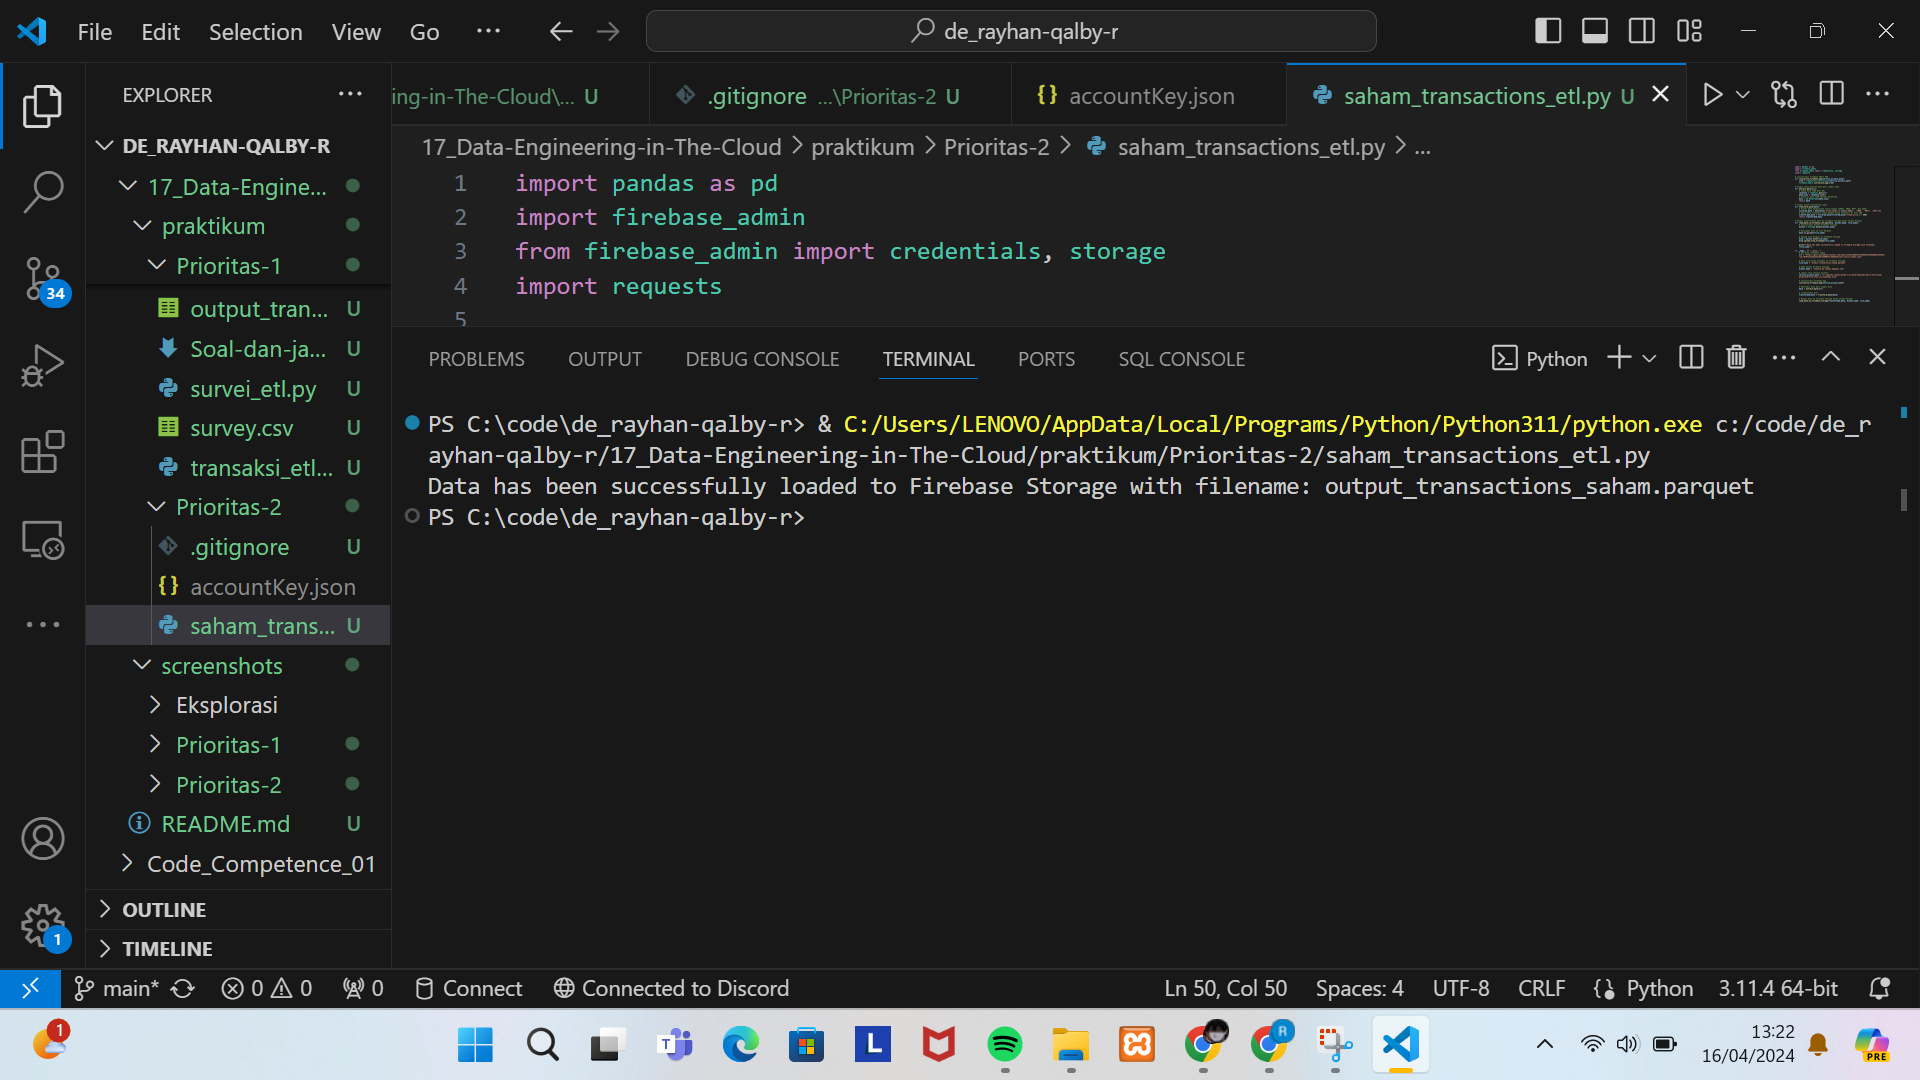 File Edit Selection View Go ··· de_rayhan-qalby-r
EXPLORER
DE_RAYHAN-QALBY-R
17_Data-Engine...
praktikum
Prioritas-1
output_tran... U
Soal-dan-ja... U
survei_etl.py U
survey.csv U
transaksi_etl... U
Prioritas-2
.gitignore U
accountKey.json
saham_trans... U
screenshots
Eksplorasi
Prioritas-1
Prioritas-2
README.md U
Code_Competence_01
OUTLINE
TIMELINE
34
1
ing-in-The-Cloud\... U .gitignore ...\Prioritas-2 U {} accountKey.json saham_transactions_etl.py U
17_Data-Engineering-in-The-Cloud > praktikum > Prioritas-2 > saham_transactions_etl.py > ...
1 import pandas as pd
2 import firebase_admin
3 from firebase_admin import credentials, storage
4 import requests
5
PROBLEMS OUTPUT DEBUG CONSOLE TERMINAL PORTS SQL CONSOLE Python
PS C:\code\de_rayhan-qalby-r> & C:/Users/LENOVO/AppData/Local/Programs/Python/Python311/python.exe c:/code/de_r
ayhan-qalby-r/17_Data-Engineering-in-The-Cloud/praktikum/Prioritas-2/saham_transactions_etl.py
Data has been successfully loaded to Firebase Storage with filename: output_transactions_saham.parquet
PS C:\code\de_rayhan-qalby-r>
main* 0 0 0 Connect Connected to Discord Ln 50, Col 50 Spaces: 4 UTF-8 CRLF Python 3.11.4 64-bit
1
T
L
R
13:22
16/04/2024
PRE